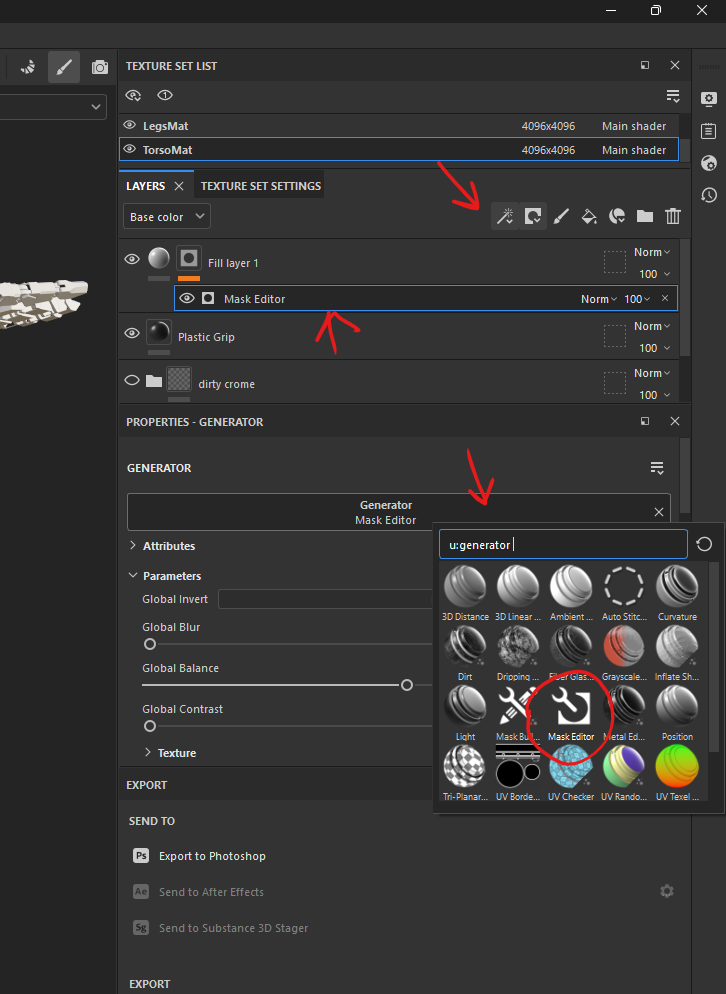 TEXTURE SET LIST
LegsMat 4096x4096 Main shader
TorsoMat 4096x4096 Main shader
LAYERS TEXTURE SET SETTINGS
Base color
Fill layer 1 Norm 100
Mask Editor Norm 100
Plastic Grip Norm 100
dirty crome Norm 100
PROPERTIES - GENERATOR
GENERATOR
Generator
Mask Editor
u:generator
Attributes
Parameters
Global Invert
Global Blur
Global Balance
Global Contrast
Texture
3D Distance 3D Linear ... Ambient ... Auto Stitc... Curvature
Dirt Dripping ... Fiber Glas... Grayscale... Inflate Sh...
Light Mask Bu... Mask Editor Metal Ed... Position
Tri-Planar... UV Borde... UV Checker UV Rando... UV Texel ...
EXPORT
SEND TO
Ps Export to Photoshop
Ae Send to After Effects
Sg Send to Substance 3D Stager
EXPORT